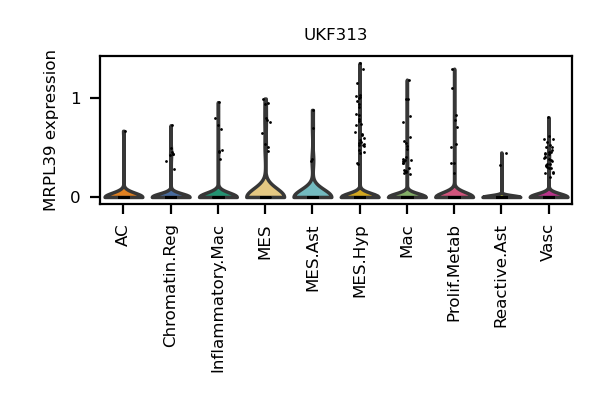 UKF313
MRPL39 expression
1
0
AC
Chromatin.Reg
Inflammatory.Mac
MES
MES.Ast
MES.Hyp
Mac
Prolif.Metab
Reactive.Ast
Vasc